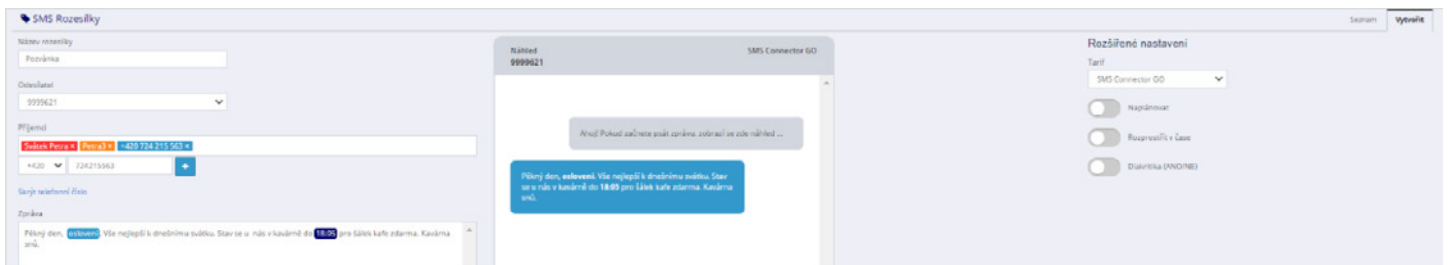 SMS Rozesílky
Seznam
Vytvořit
Název rozesílky
Pozvánka
Odesílatel
9999621
Příjemci
Svátek Petra ×
Petra3 ×
+420 724 215 563 ×
+420
724215563
+
Skrýt telefonní číslo
Zpráva
Pěkný den, oslovení. Vše nejlepší k dnešnímu svátku. Stav se u nás v kavárně do 18:05 pro šálek kafe zdarma. Kavárna
snů.
Náhled
SMS Connector GO
9999621
Ahoj! Pokud začnete psát zprávu, zobrazí se zde náhled ...
Pěkný den, oslovení. Vše nejlepší k dnešnímu svátku. Stav
se u nás v kavárně do 18:05 pro šálek kafe zdarma. Kavárna
snů.
Rozšířené nastavení
Tarif
SMS Connector GO
Naplánovat
Rozprostřít v čase
Diakritika (ANO/NE)